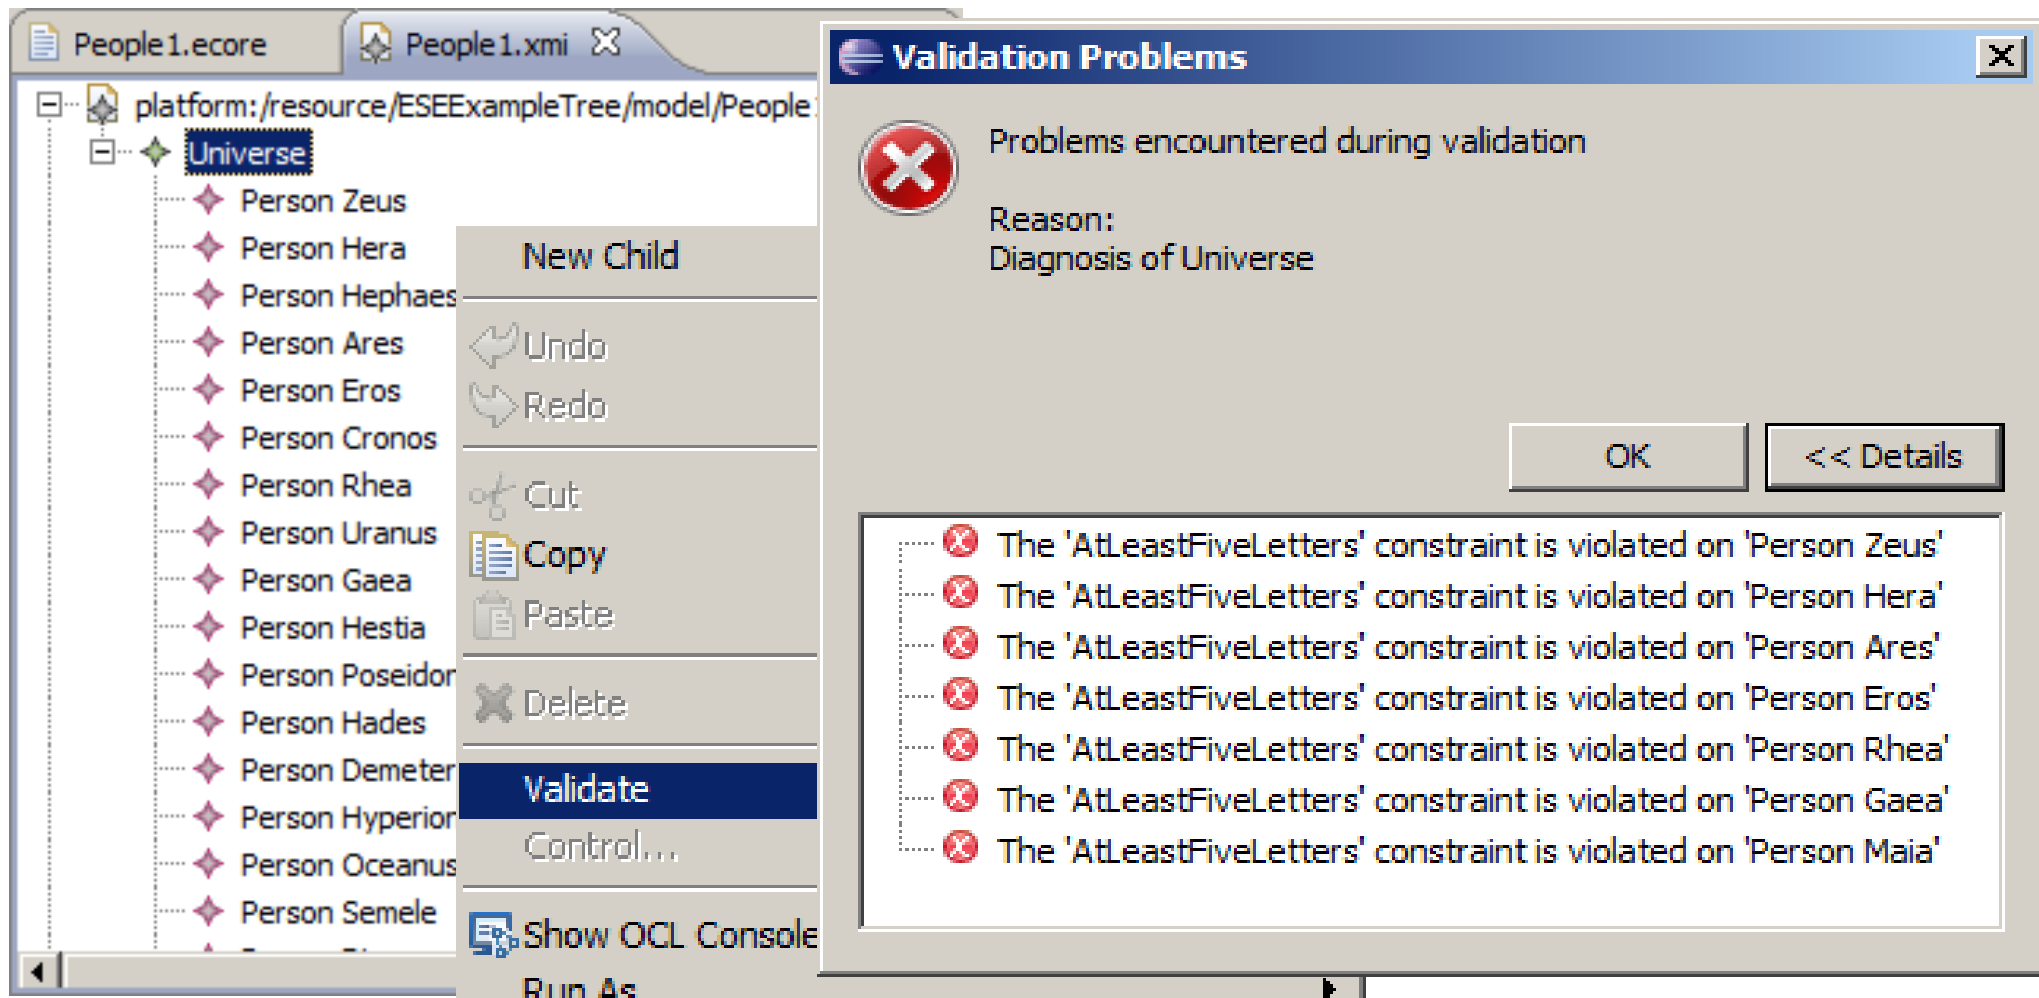 People1.ecore
People1.xmi
platform:/resource/ESEExampleTree/model/People
Universe
Person Zeus
Person Hera
Person Hephaes
Person Ares
Person Eros
Person Cronos
Person Rhea
Person Uranus
Person Gaea
Person Hestia
Person Poseidon
Person Hades
Person Demeter
Person Hyperion
Person Oceanus
Person Semele
New Child
Undo
Redo
Cut
Copy
Paste
Delete
Validate
Control...
Show OCL Console
Run As
Validation Problems
Problems encountered during validation
Reason:
Diagnosis of Universe
OK
<< Details
The 'AtLeastFiveLetters' constraint is violated on 'Person Zeus'
The 'AtLeastFiveLetters' constraint is violated on 'Person Hera'
The 'AtLeastFiveLetters' constraint is violated on 'Person Ares'
The 'AtLeastFiveLetters' constraint is violated on 'Person Eros'
The 'AtLeastFiveLetters' constraint is violated on 'Person Rhea'
The 'AtLeastFiveLetters' constraint is violated on 'Person Gaea'
The 'AtLeastFiveLetters' constraint is violated on 'Person Maia'